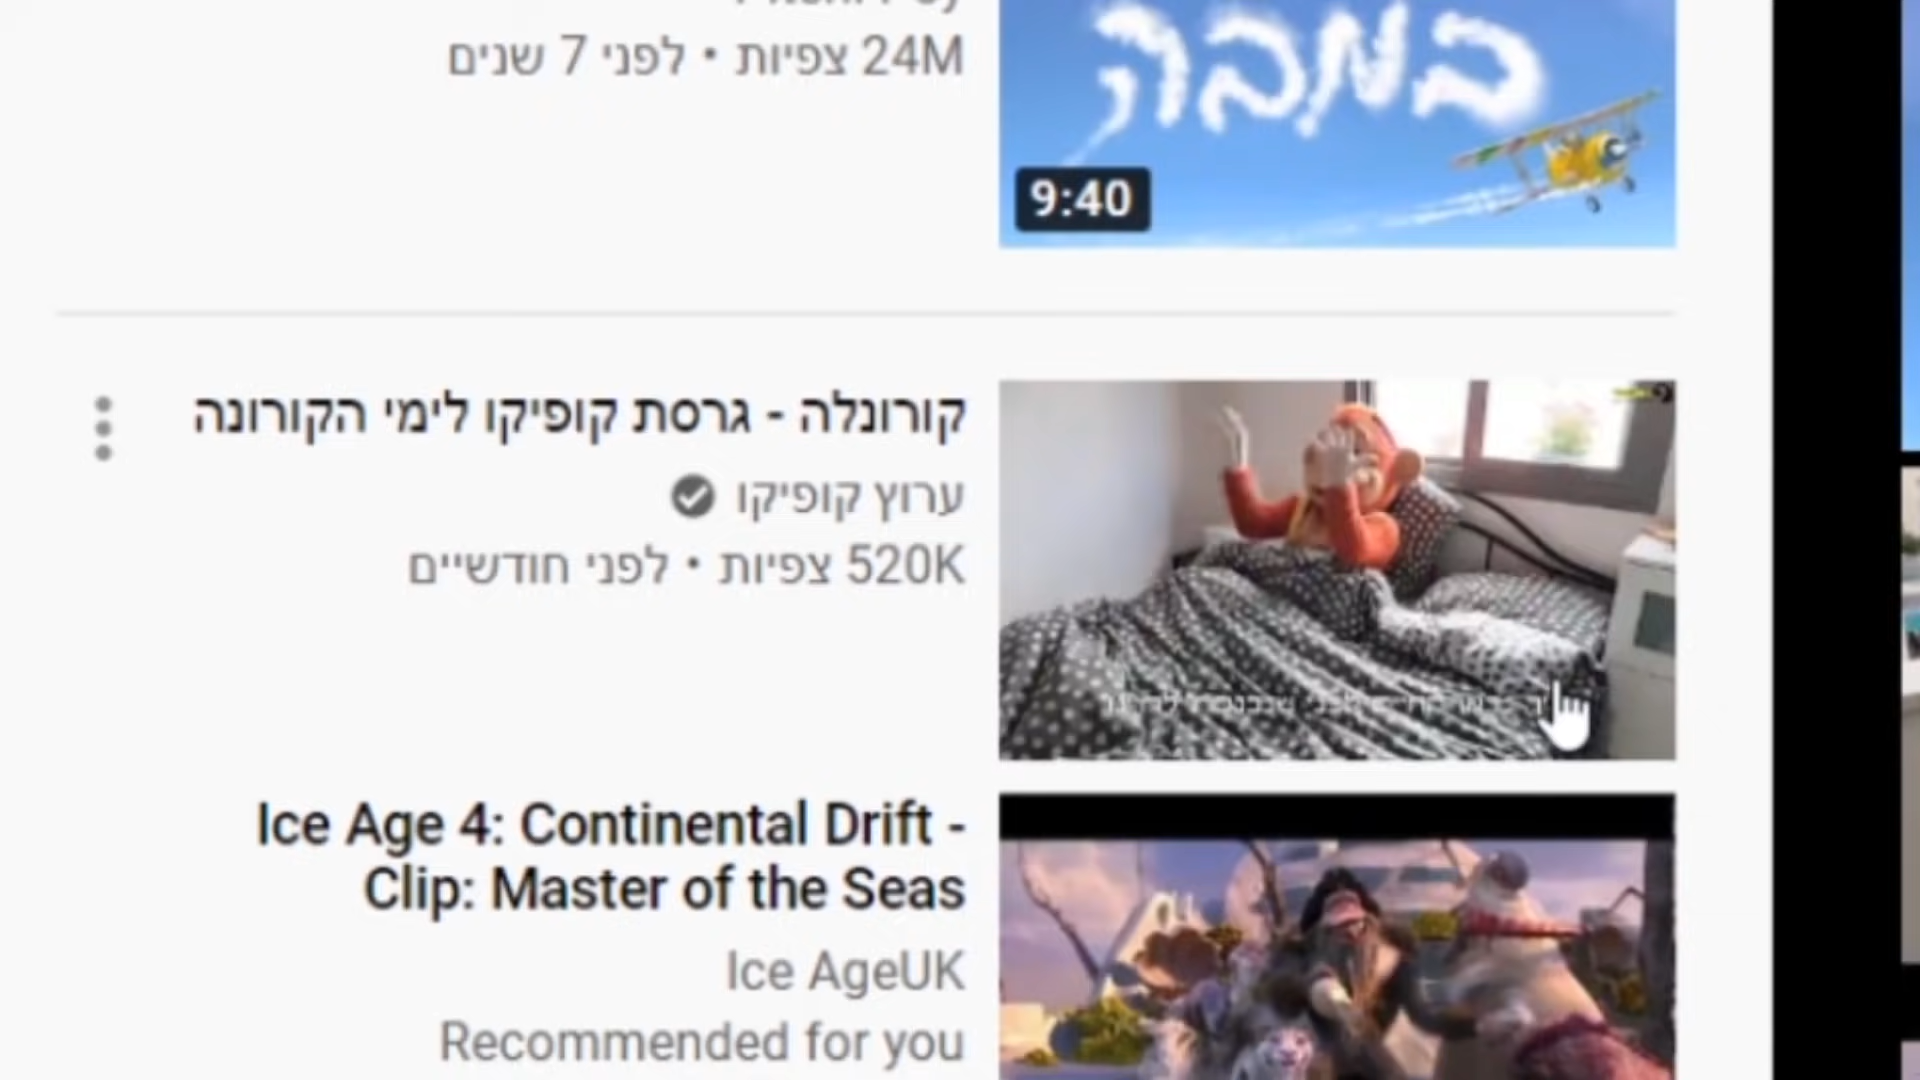 24M צפיות • לפני 7 שנים
במבה
9:40
קורונלה - גרסת קופיקו לימי הקורונה
ערוץ קופיקו
520K צפיות • לפני חודשיים
Ice Age 4: Continental Drift -
Clip: Master of the Seas
Ice AgeUK
Recommended for you